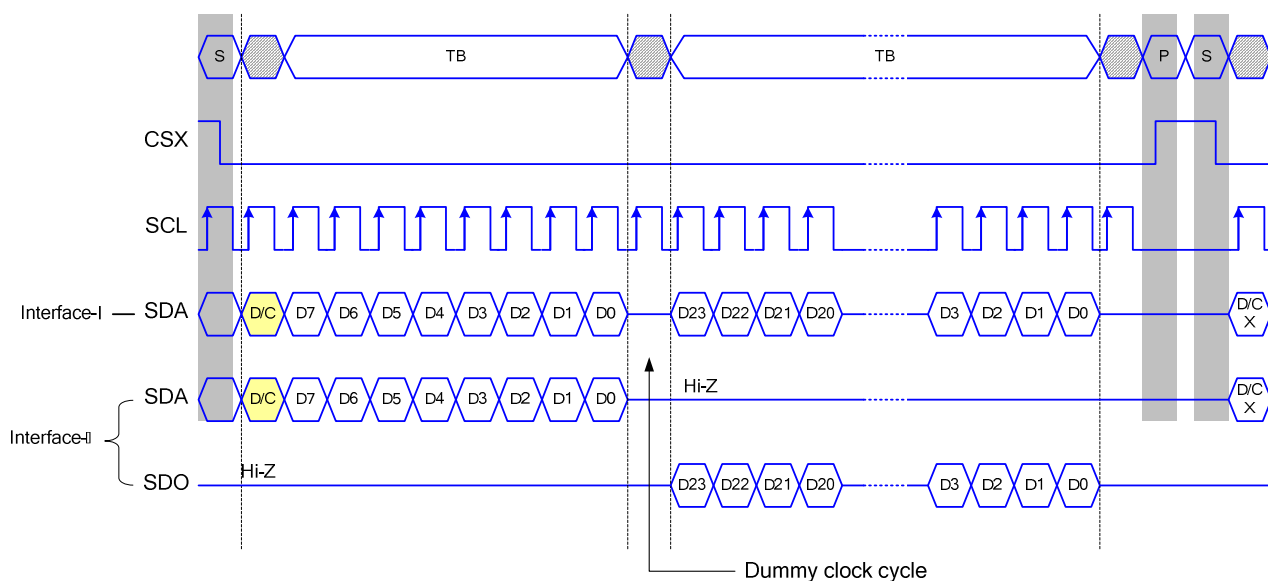 S TB TB P S
CSX
SCL
Interface-I SDA D/C D7 D6 D5 D4 D3 D2 D1 D0 D23 D22 D21 D20 D3 D2 D1 D0 D/C X
SDA D/C D7 D6 D5 D4 D3 D2 D1 D0 Hi-Z D/C X
Interface-▯
SDO Hi-Z D23 D22 D21 D20 D3 D2 D1 D0
Dummy clock cycle